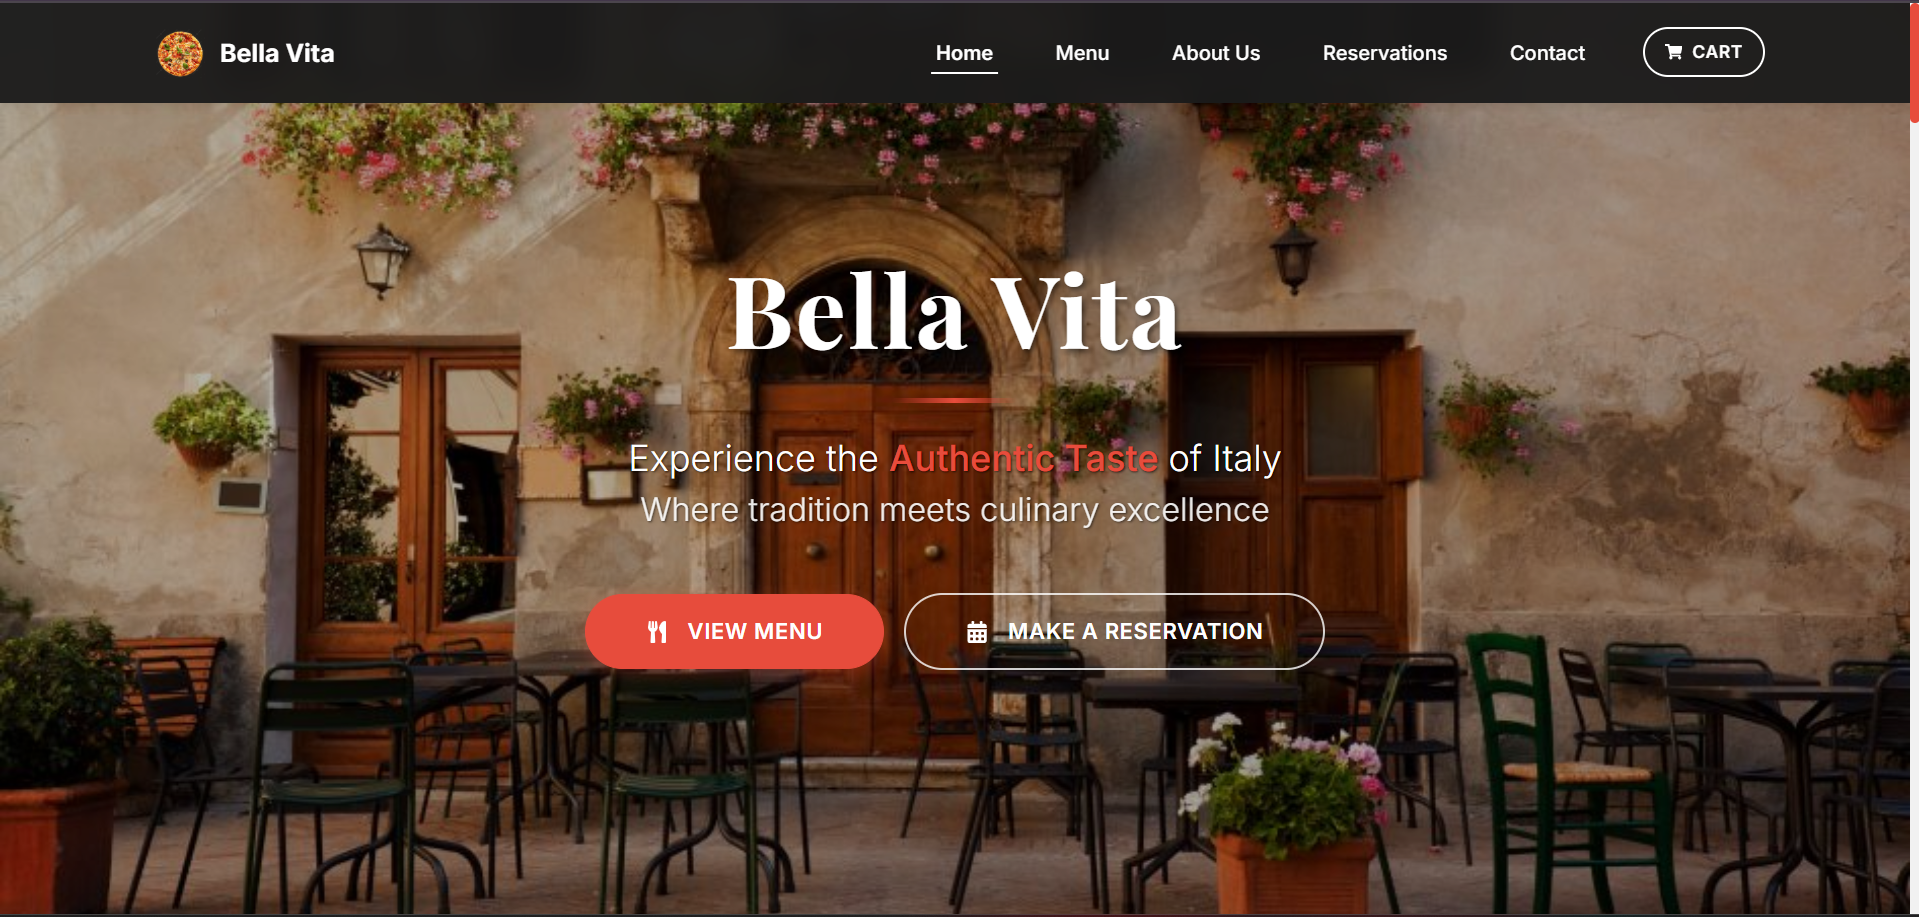 Bella Vita
Home
Menu
About Us
Reservations
Contact
CART
Bella Vita
Experience the Authentic Taste of Italy
Where tradition meets culinary excellence
VIEW MENU
MAKE A RESERVATION